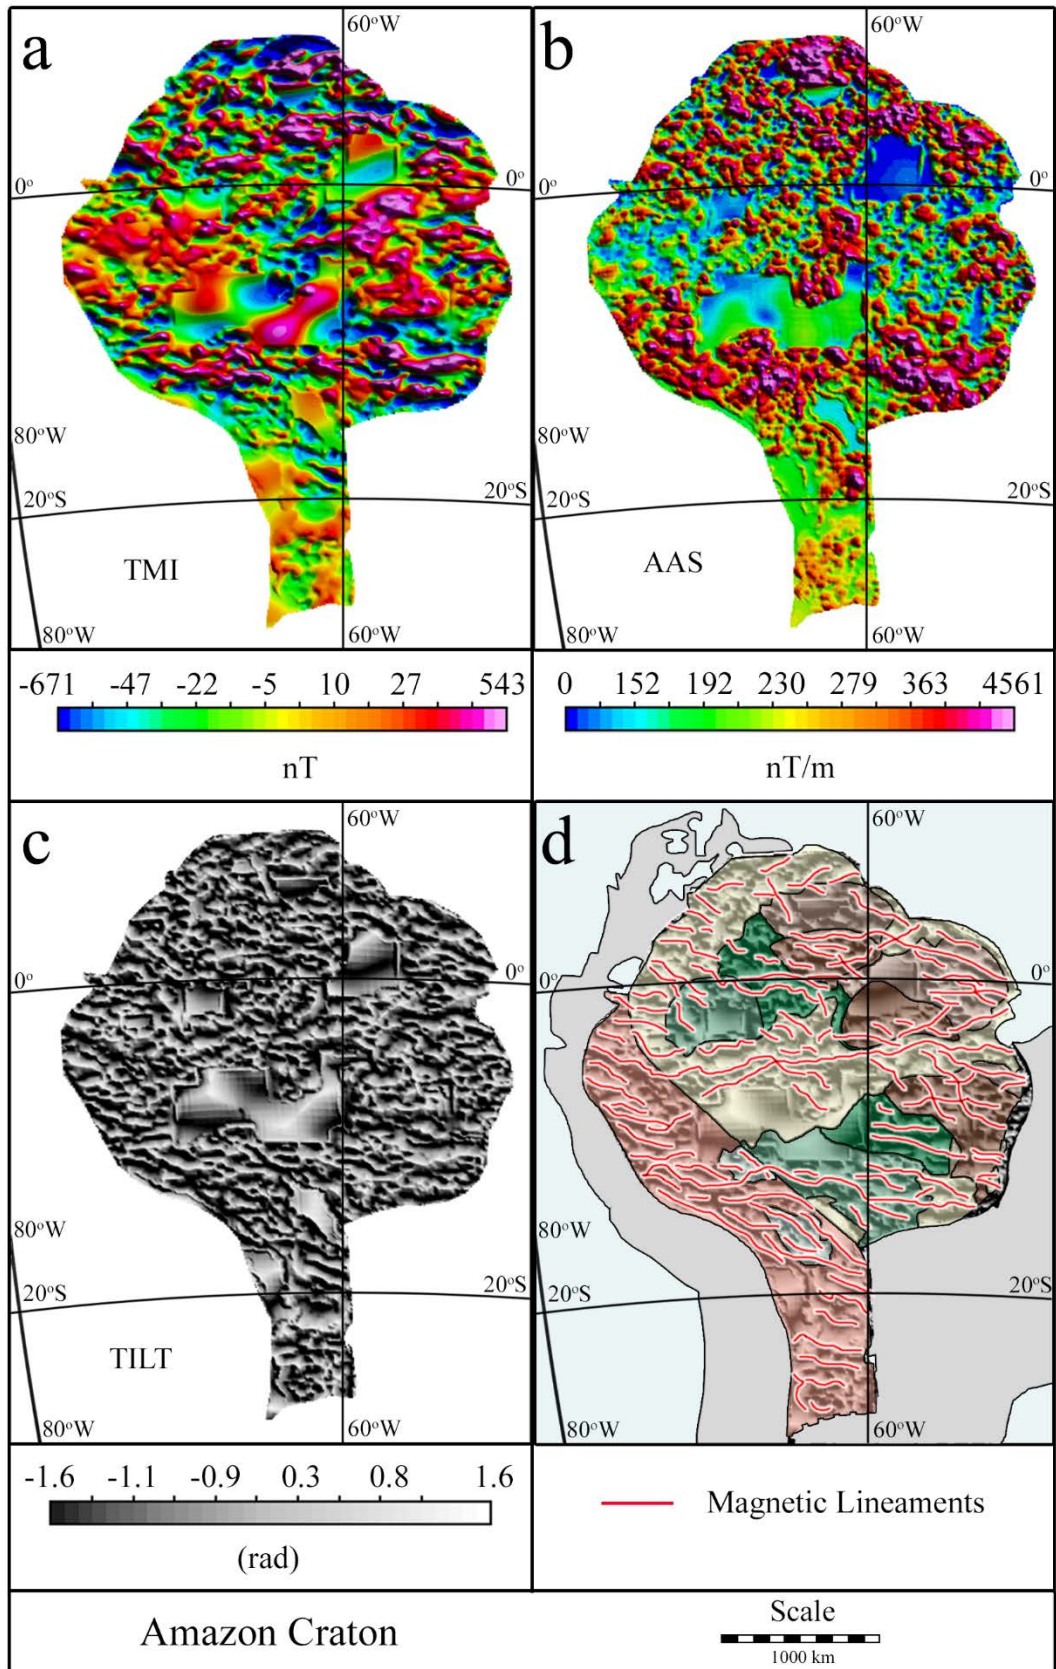 a
60°W
0°
0°
80°W
20°S
20°S
TMI
80°W
60°W
b
60°W
0°
0°
80°W
20°S
20°S
AAS
80°W
60°W
-671 -47 -22 -5 10 27 543
nT
0 152 192 230 279 363 4561
nT/m
c
60°W
0°
0°
80°W
20°S
20°S
TILT
80°W
60°W
d
60°W
0°
0°
80°W
20°S
20°S
80°W
60°W
-1.6 -1.1 -0.9 0.3 0.8 1.6
(rad)
Magnetic Lineaments
Amazon Craton
Scale
1000 km